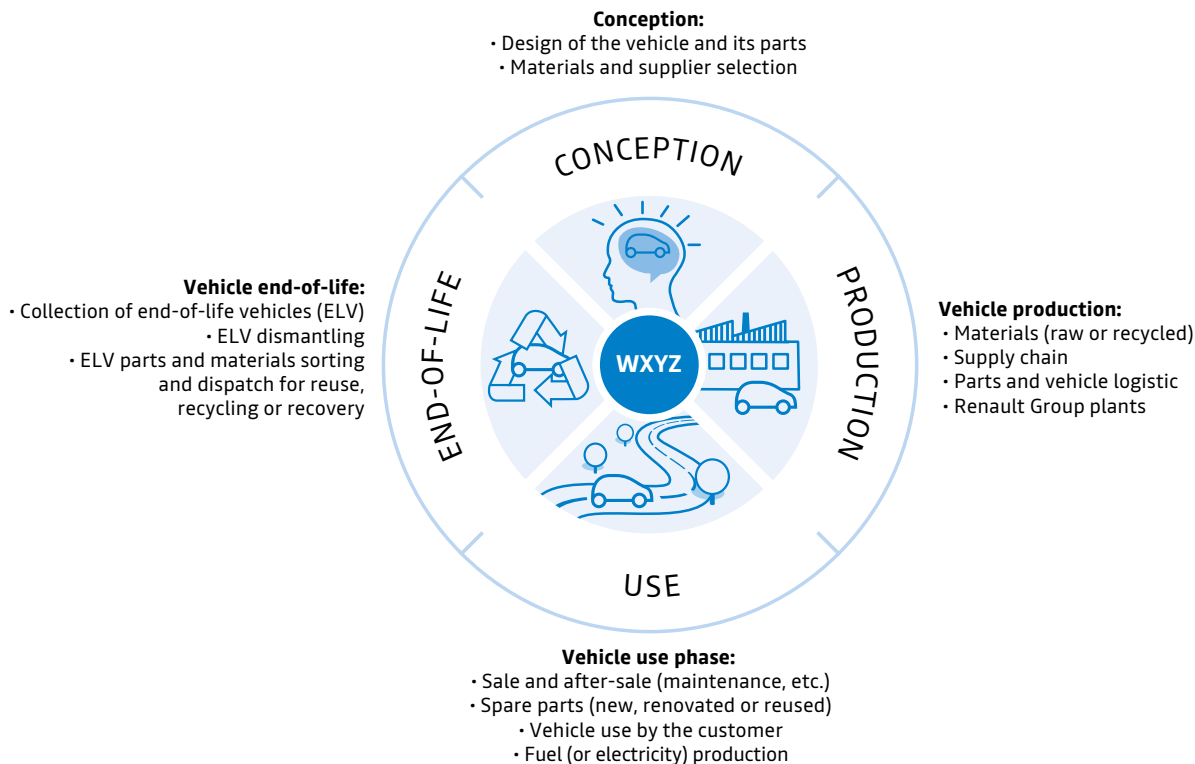 Conception:
• Design of the vehicle and its parts
• Materials and supplier selection
CONCEPTION
PRODUCTION
USE
END-OF-LIFE
WXYZ
Vehicle production:
• Materials (raw or recycled)
• Supply chain
• Parts and vehicle logistic
• Renault Group plants
Vehicle use phase:
• Sale and after-sale (maintenance, etc.)
• Spare parts (new, renovated or reused)
• Vehicle use by the customer
• Fuel (or electricity) production
Vehicle end-of-life:
• Collection of end-of-life vehicles (ELV)
• ELV dismantling
• ELV parts and materials sorting
and dispatch for reuse,
recycling or recovery